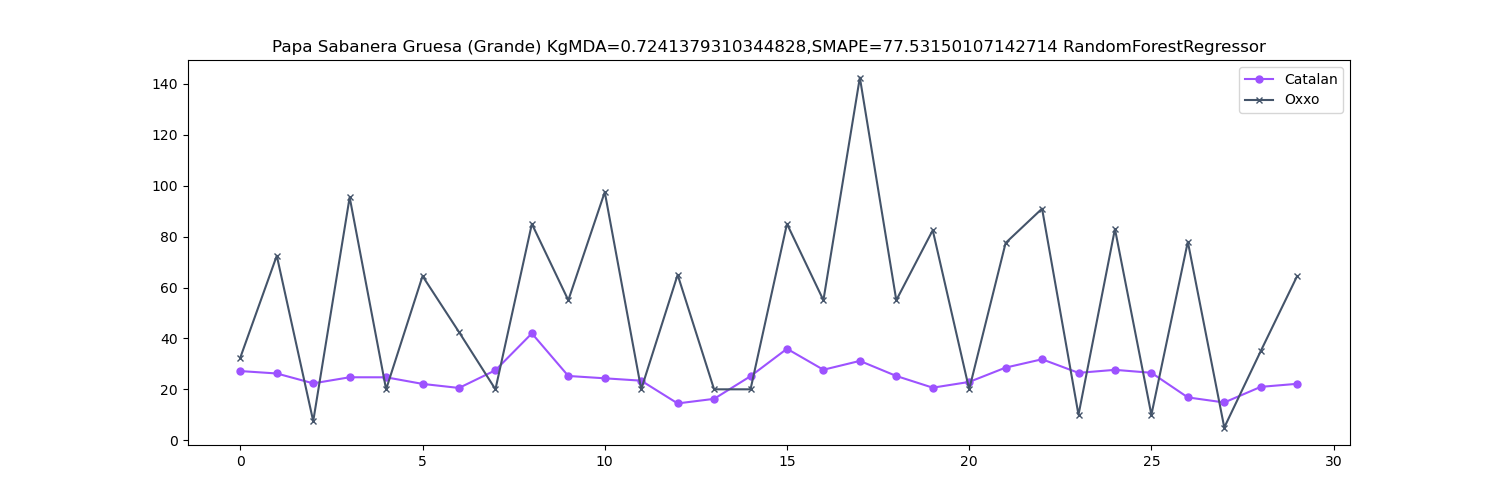 Papa Sabanera Gruesa (Grande) KgMDA=0.7241379310344828,SMAPE=77.53150107142714 RandomForestRegressor
Catalan
Oxxo
140
120
100
80
60
40
20
0
0 5 10 15 20 25 30